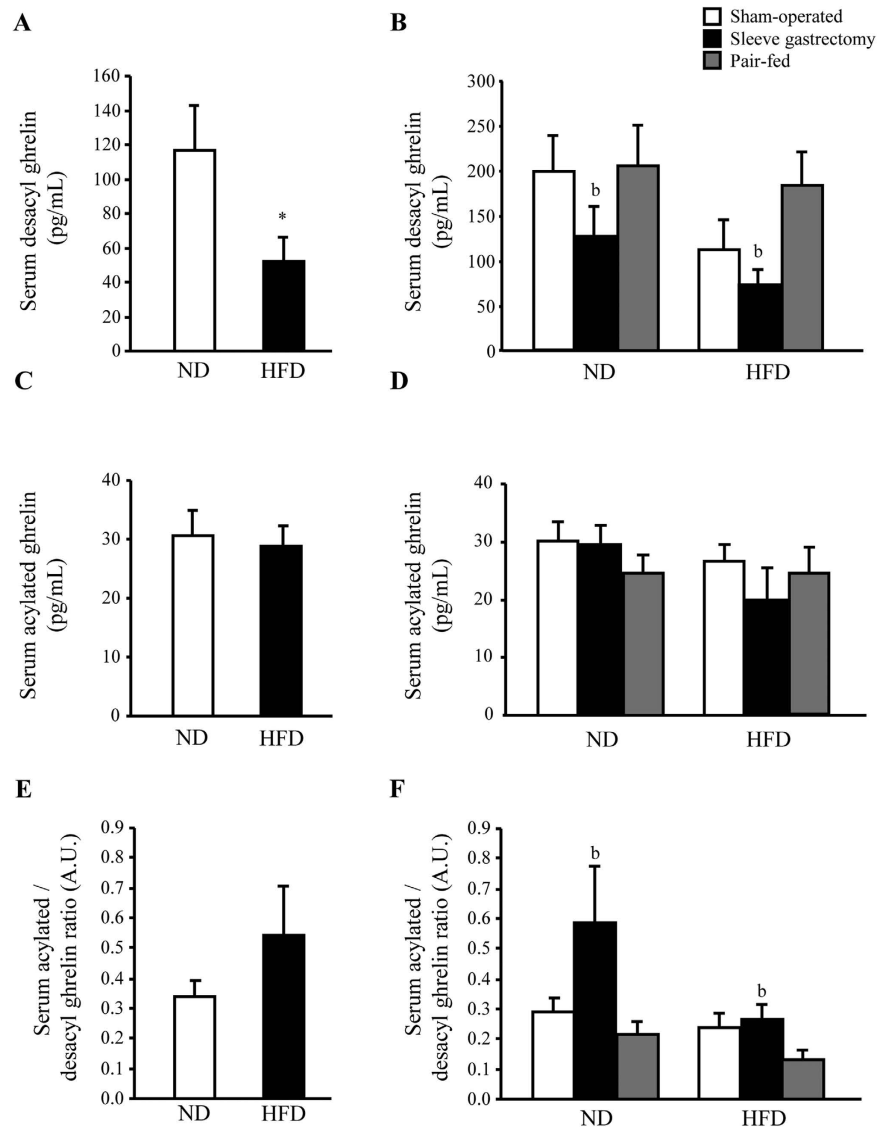 A
B
Sham-operated
Sleeve gastrectomy
Pair-fed
Serum desacyl ghrelin
(pg/mL)
160
140
120
100
80
60
40
20
0
*
ND
HFD
Serum desacyl ghrelin
(pg/mL)
300
250
200
150
100
50
0
b
b
ND
HFD
C
D
Serum acylated ghrelin
(pg/mL)
40
30
20
10
0
ND
HFD
Serum acylated ghrelin
(pg/mL)
40
30
20
10
0
ND
HFD
E
F
Serum acylated /
desacyl ghrelin ratio (A.U.)
0.9
0.8
0.7
0.6
0.5
0.4
0.3
0.2
0.1
0.0
ND
HFD
Serum acylated /
desacyl ghrelin ratio (A.U.)
0.9
0.8
0.7
0.6
0.5
0.4
0.3
0.2
0.1
0.0
b
b
ND
HFD